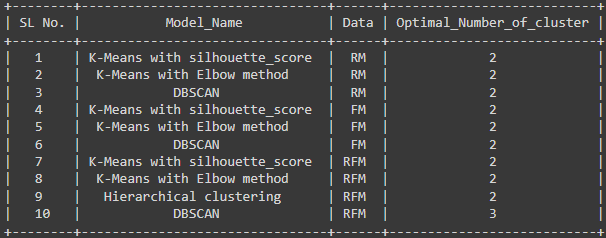 +--------+--------------------------------+------+----------------------------+
| SL No. | Model_Name | Data | Optimal_Number_of_cluster |
+--------+--------------------------------+------+----------------------------+
| 1 | K-Means with silhouette_score | RM | 2 |
| 2 | K-Means with Elbow method | RM | 2 |
| 3 | DBSCAN | RM | 2 |
| 4 | K-Means with silhouette_score | FM | 2 |
| 5 | K-Means with Elbow method | FM | 2 |
| 6 | DBSCAN | FM | 2 |
| 7 | K-Means with silhouette_score | RFM | 2 |
| 8 | K-Means with Elbow method | RFM | 2 |
| 9 | Hierarchical clustering | RFM | 2 |
| 10 | DBSCAN | RFM | 3 |
+--------+--------------------------------+------+----------------------------+